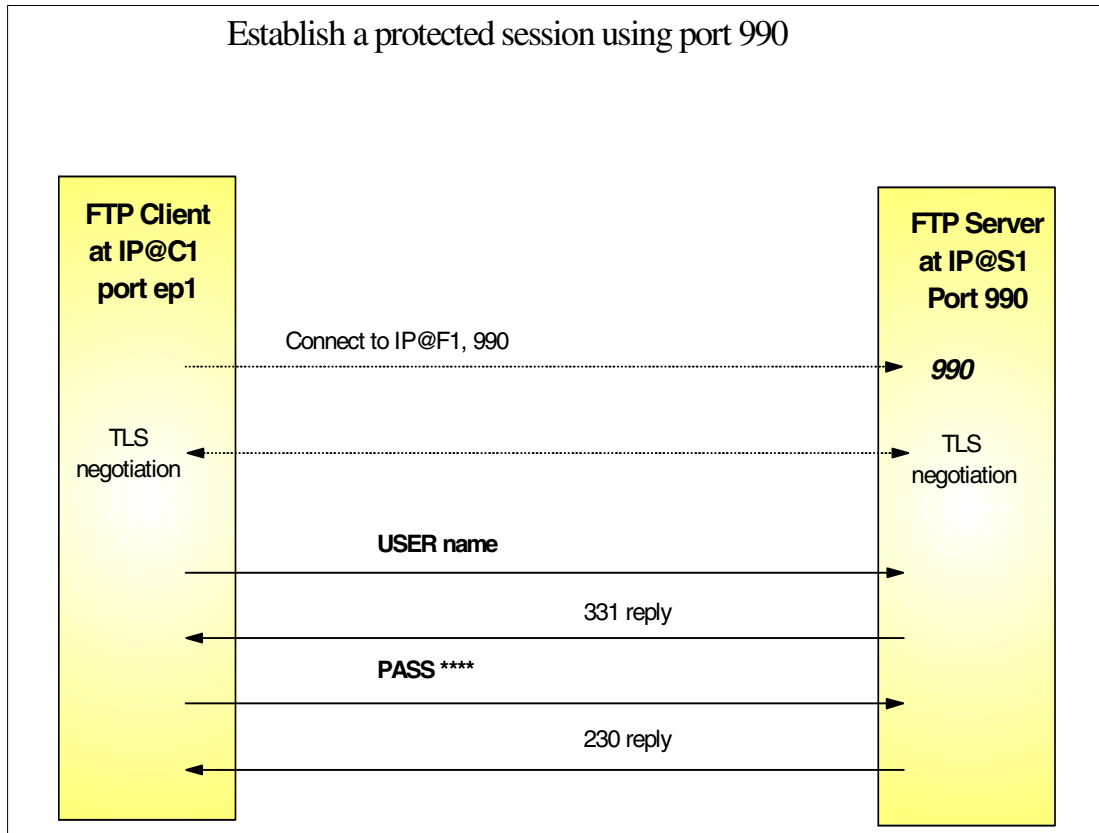 Establish a protected session using port 990
FTP Client
at IP@C1
port ep1
FTP Server
at IP@S1
Port 990
Connect to IP@F1, 990
990
TLS
negotiation
TLS
negotiation
USER name
331 reply
PASS ****
230 reply